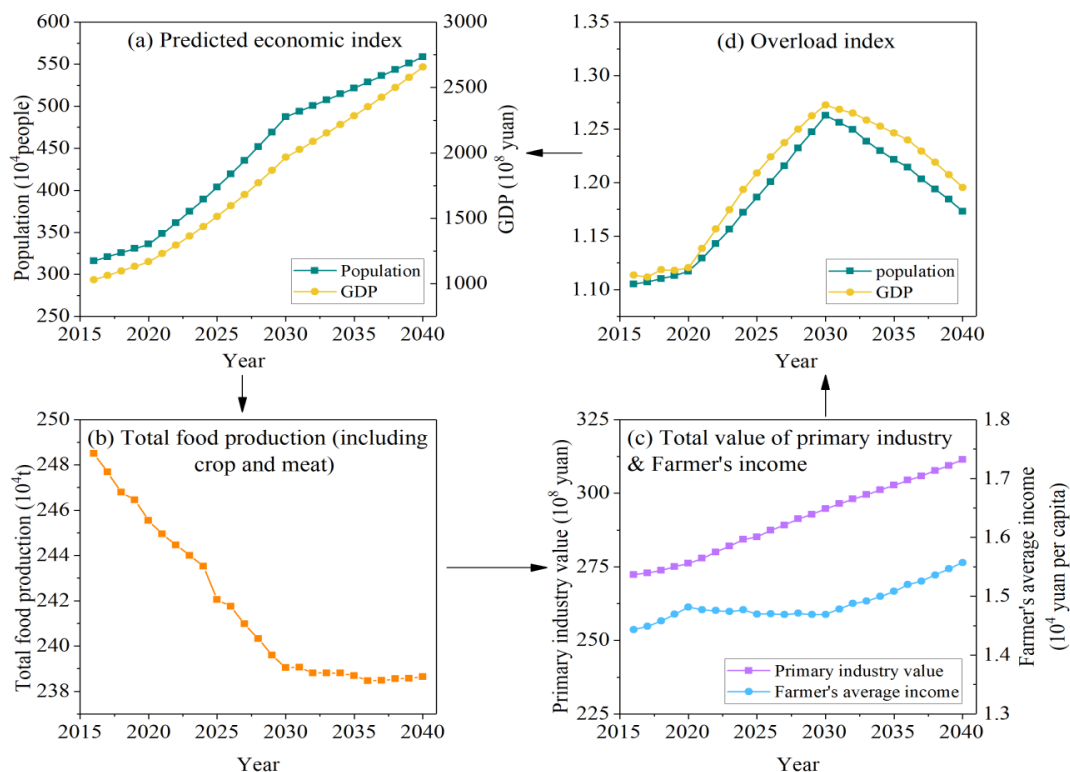 (a) Predicted economic index
Population (10⁴people)
600
550
500
450
400
350
300
250
3000
2500
2000
1500
1000
GDP (10⁸ yuan)
Population
GDP
2015 2020 2025 2030 2035 2040
Year
(d) Overload index
1.35
1.30
1.25
1.20
1.15
1.10
population
GDP
2015 2020 2025 2030 2035 2040
Year
(b) Total food production (including
crop and meat)
Total food production (10⁴t)
250
248
246
244
242
240
238
2015 2020 2025 2030 2035 2040
Year
(c) Total value of primary industry
& Farmer's income
Primary industry value (10⁸ yuan)
325
300
275
250
225
1.8
1.7
1.6
1.5
1.4
1.3
Farmer's average income
(10⁴ yuan per capita)
Primary industry value
Farmer's average income
2015 2020 2025 2030 2035 2040
Year